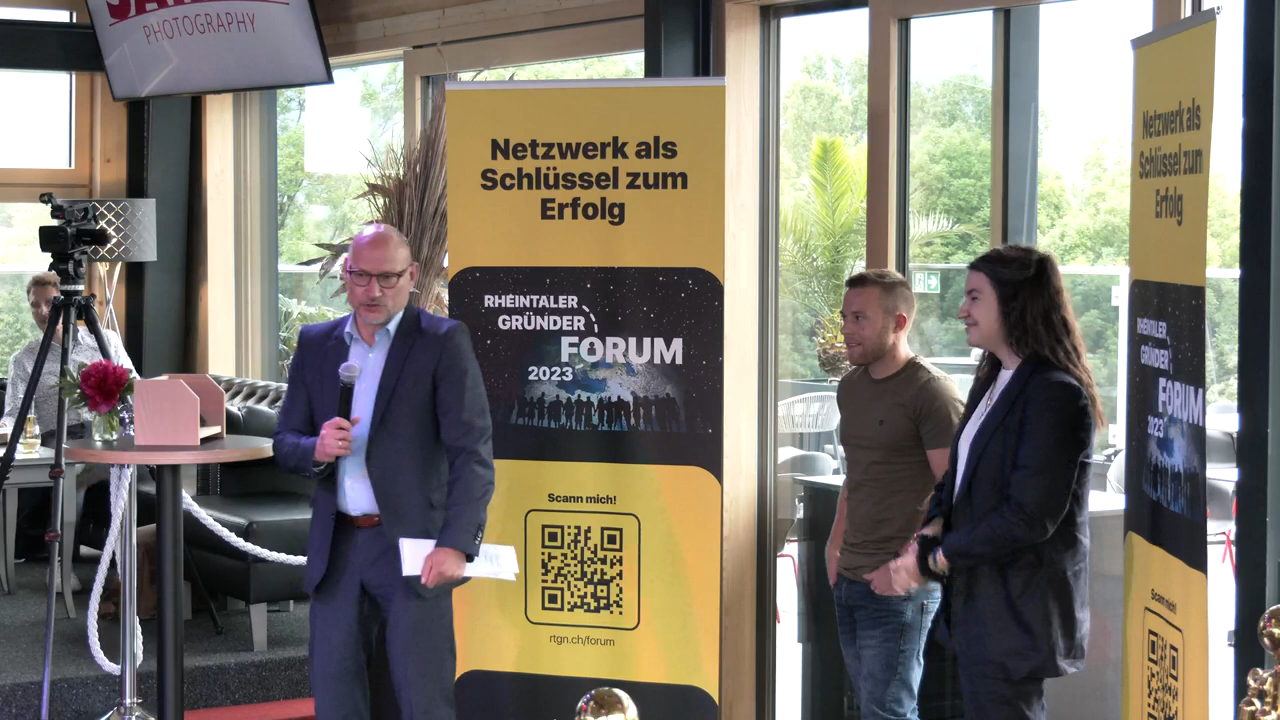 PHOTOGRAPHY
Netzwerk als
Schlüssel zum
Erfolg
RHEINTALER
GRÜNDER
FORUM
2023
Scann mich!
rtgn.ch/forum
Netzwerk als
Schlüssel zum
Erfolg
RHEINTALER
GRÜNDER
FORUM
2023
Scann mich!